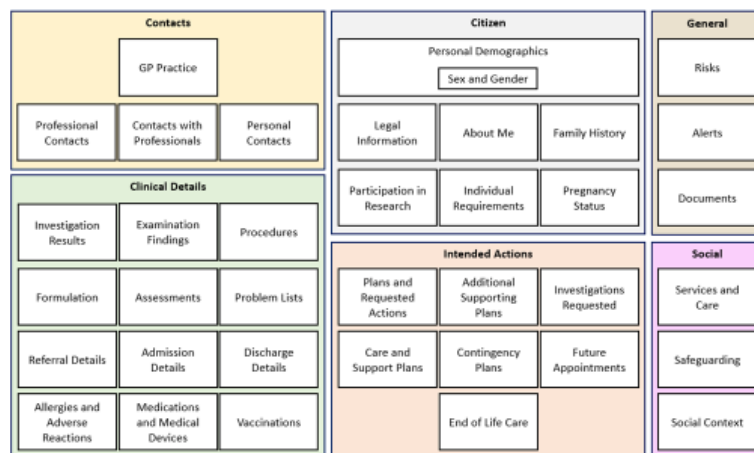 Contacts
GP Practice
Professional
Contacts
Contacts with
Professionals
Personal
Contacts
Clinical Details
Investigation
Results
Examination
Findings
Procedures
Formulation
Assessments
Problem Lists
Referral Details
Admission
Details
Discharge
Details
Allergies and
Adverse
Reactions
Medications
and Medical
Devices
Vaccinations
Citizen
Personal Demographics
Sex and Gender
Legal
Information
About Me
Family History
Participation in
Research
Individual
Requirements
Pregnancy
Status
Intended Actions
Plans and
Requested
Actions
Additional
Supporting
Plans
Investigations
Requested
Care and
Support Plans
Contingency
Plans
Future
Appointments
End of Life Care
General
Risks
Alerts
Documents
Social
Services and
Care
Safeguarding
Social Context